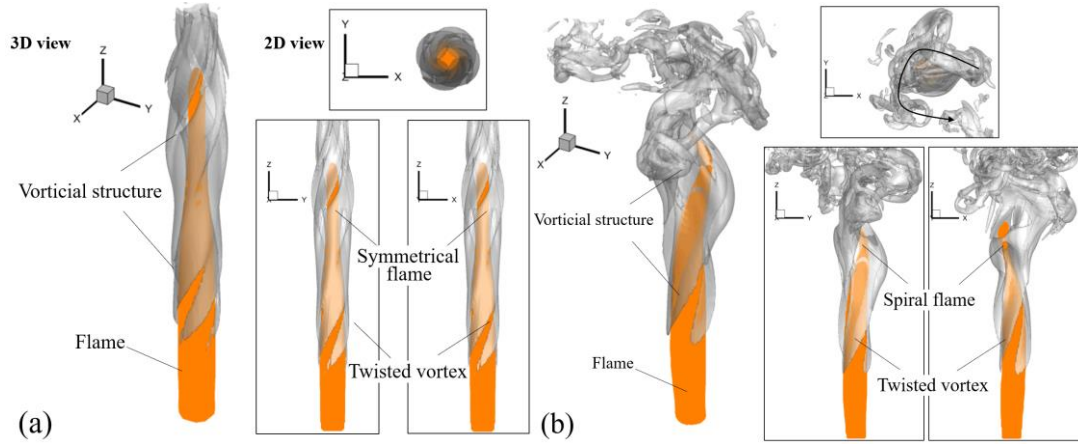 3D view
Z
X
Y
Vorticial structure
Flame
(a)
2D view
Y
Z
X
Z
X
Y
Z
Y
X
Symmetrical
flame
Twisted vortex
Z
X
Y
Vorticial structure
Flame
(b)
Y
Z
X
Z
X
Y
Z
Y
X
Spiral flame
Twisted vortex